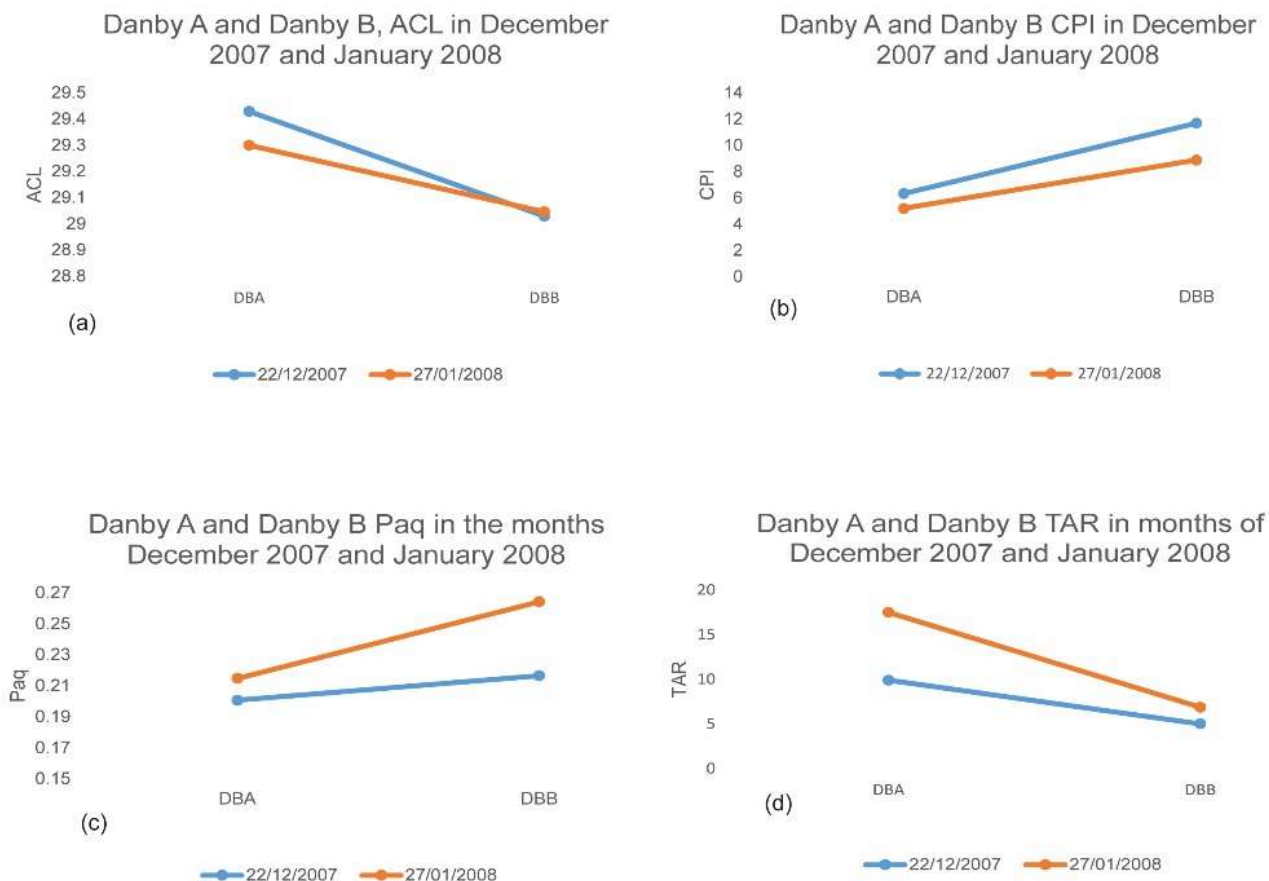 Danby A and Danby B, ACL in December
2007 and January 2008
29.5
29.4
29.3
29.2
29.1
29
28.9
28.8
ACL
DBA
DBB
(a)
22/12/2007
27/01/2008
Danby A and Danby B CPI in December
2007 and January 2008
14
12
10
8
6
4
2
0
CPI
DBA
DBB
(b)
22/12/2007
27/01/2008
Danby A and Danby B Paq in the months
December 2007 and January 2008
0.27
0.25
0.23
0.21
0.19
0.17
0.15
Paq
DBA
DBB
(c)
22/12/2007
27/01/2008
Danby A and Danby B TAR in months of
December 2007 and January 2008
20
15
10
5
0
TAR
DBA
DBB
(d)
22/12/2007
27/01/2008